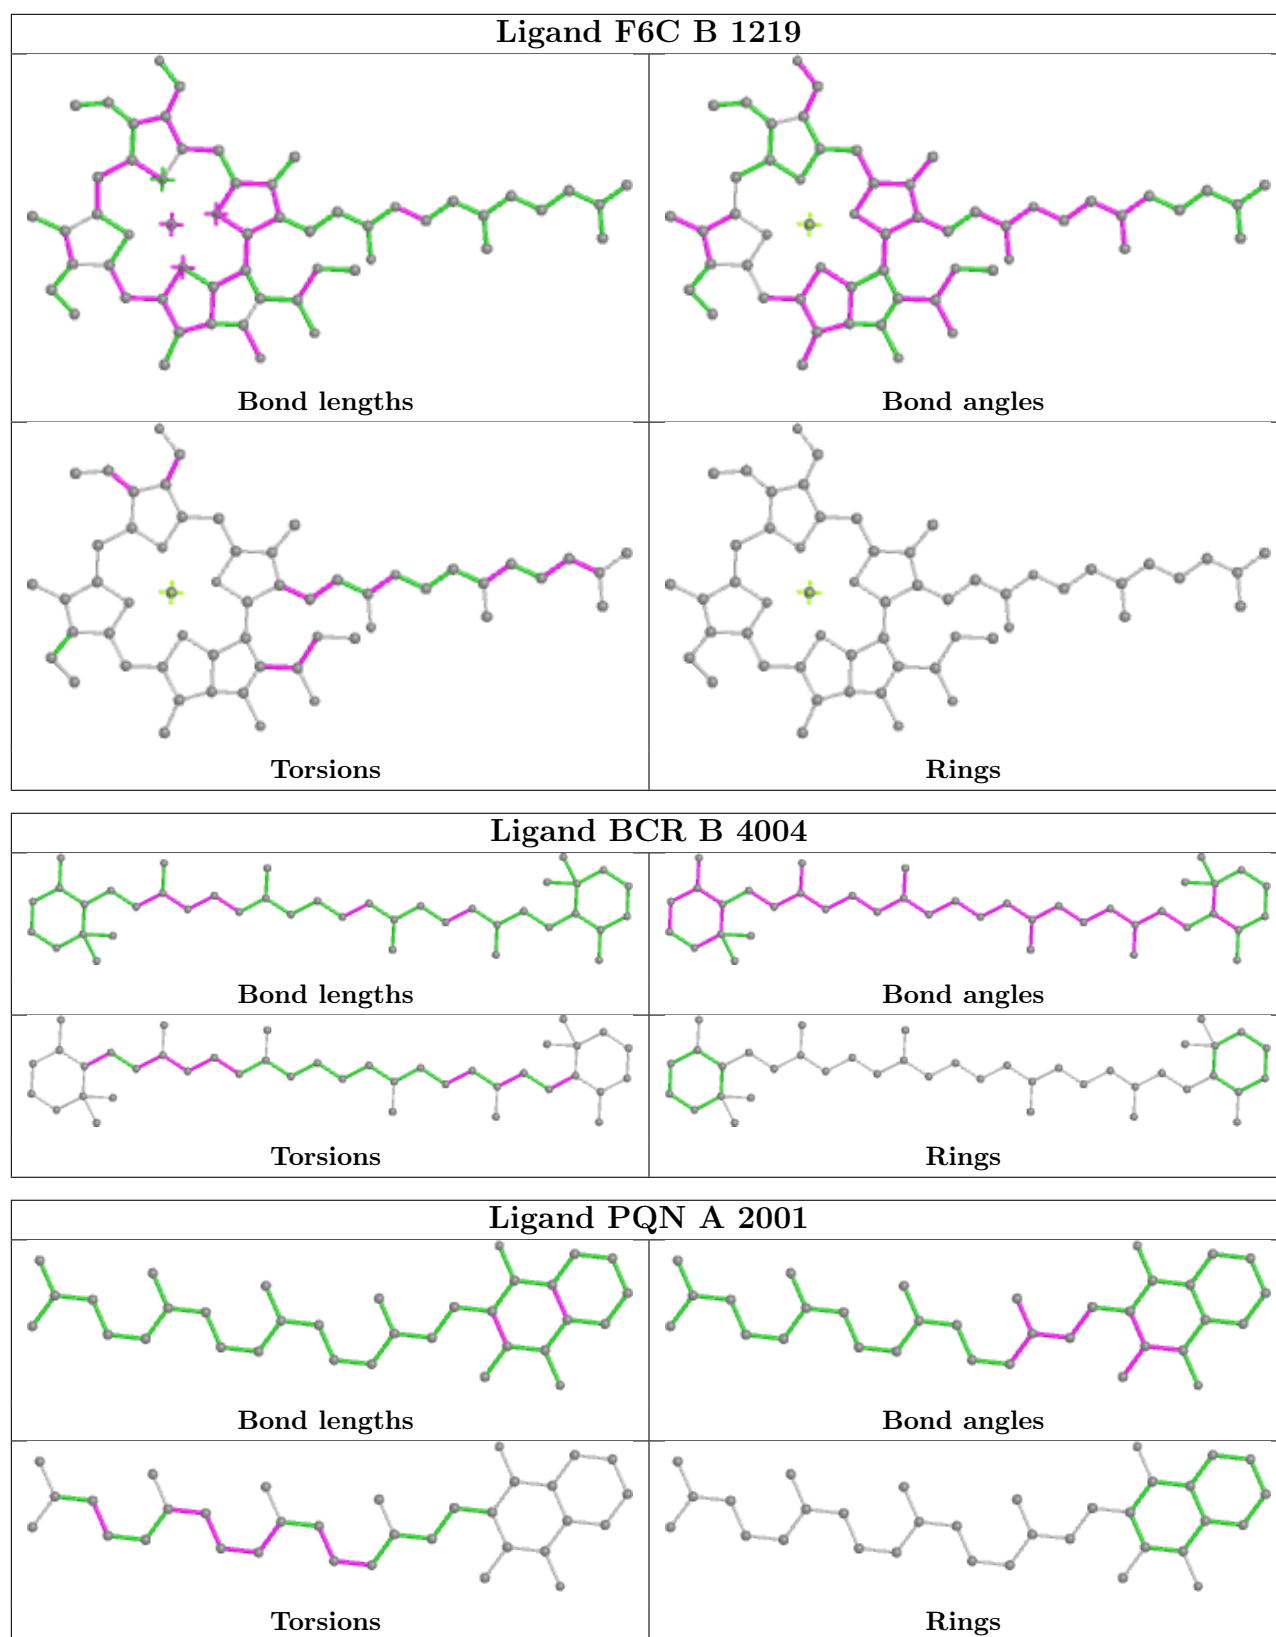 Ligand F6C B 1219
Bond lengths
Bond angles
Torsions
Rings
Ligand BCR B 4004
Bond lengths
Bond angles
Torsions
Rings
Ligand PQN A 2001
Bond lengths
Bond angles
Torsions
Rings